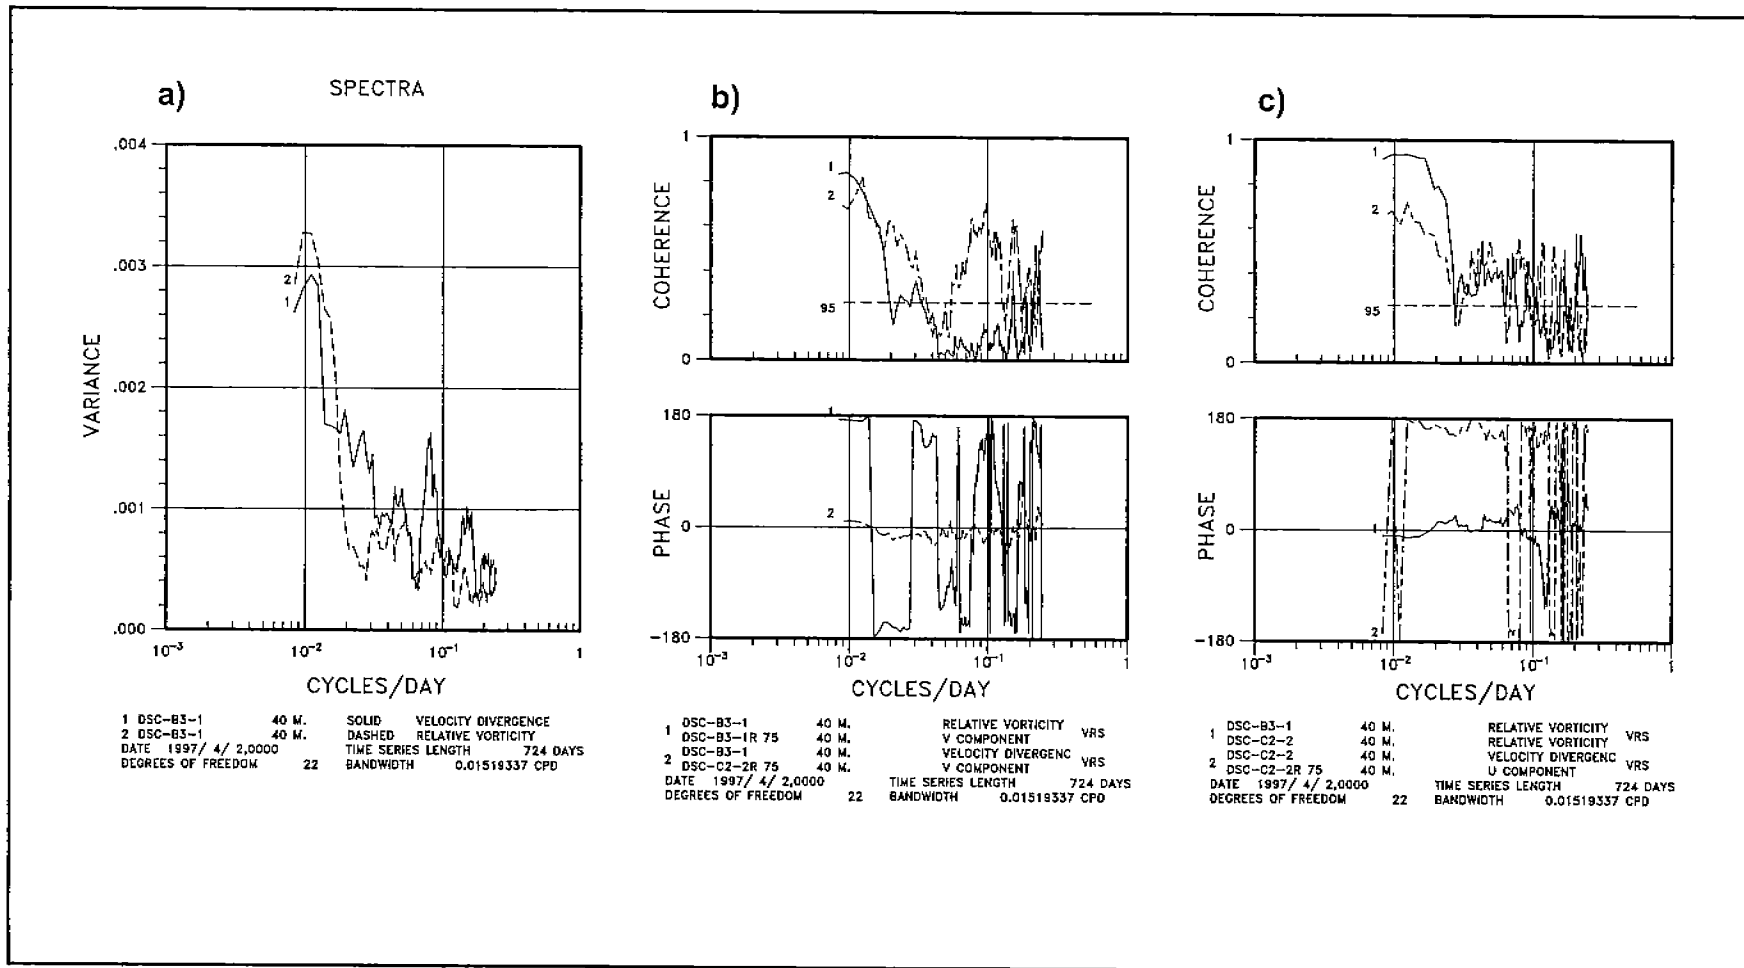 a)
SPECTRA
.004
.003
.002
.001
.000
VARIANCE
2
1
10-3
10-2
10-1
1
CYCLES/DAY
1 DSC-B3-1 40 M. SOLID VELOCITY DIVERGENCE
2 DSC-B3-1 40 M. DASHED RELATIVE VORTICITY
DATE 1997/ 4/ 2,0000 TIME SERIES LENGTH 724 DAYS
DEGREES OF FREEDOM 22 BANDWIDTH 0.01519337 CPD
b)
1
0
COHERENCE
1
2
95
180
0
-180
PHASE
1
2
10-3
10-2
10-1
1
CYCLES/DAY
1 DSC-B3-1 40 M. RELATIVE VORTICITY VRS
DSC-B3-1R 75 40 M. V COMPONENT
2 DSC-B3-1 40 M. VELOCITY DIVERGENC VRS
DSC-C2-2R 75 40 M. V COMPONENT
DATE 1997/ 4/ 2,0000 TIME SERIES LENGTH 724 DAYS
DEGREES OF FREEDOM 22 BANDWIDTH 0.01519337 CPD
c)
1
0
COHERENCE
1
2
95
180
0
-180
PHASE
1
2
10-3
10-2
10-1
1
CYCLES/DAY
1 DSC-B3-1 40 M. RELATIVE VORTICITY VRS
DSC-C2-2 40 M. RELATIVE VORTICITY
2 DSC-C2-2 40 M. VELOCITY DIVERGENC VRS
DSC-C2-2R 75 40 M. U COMPONENT
DATE 1997/ 4/ 2,0000 TIME SERIES LENGTH 724 DAYS
DEGREES OF FREEDOM 22 BANDWIDTH 0.01519337 CPD